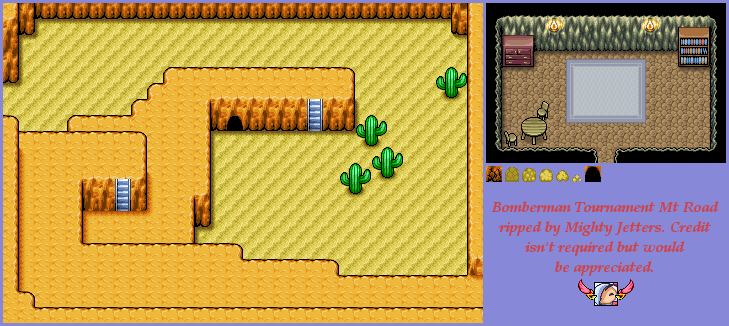 Bomberman Tournament Mt Road
ripped by Mighty Jetters. Credit
isn't required but would
be appreciated.